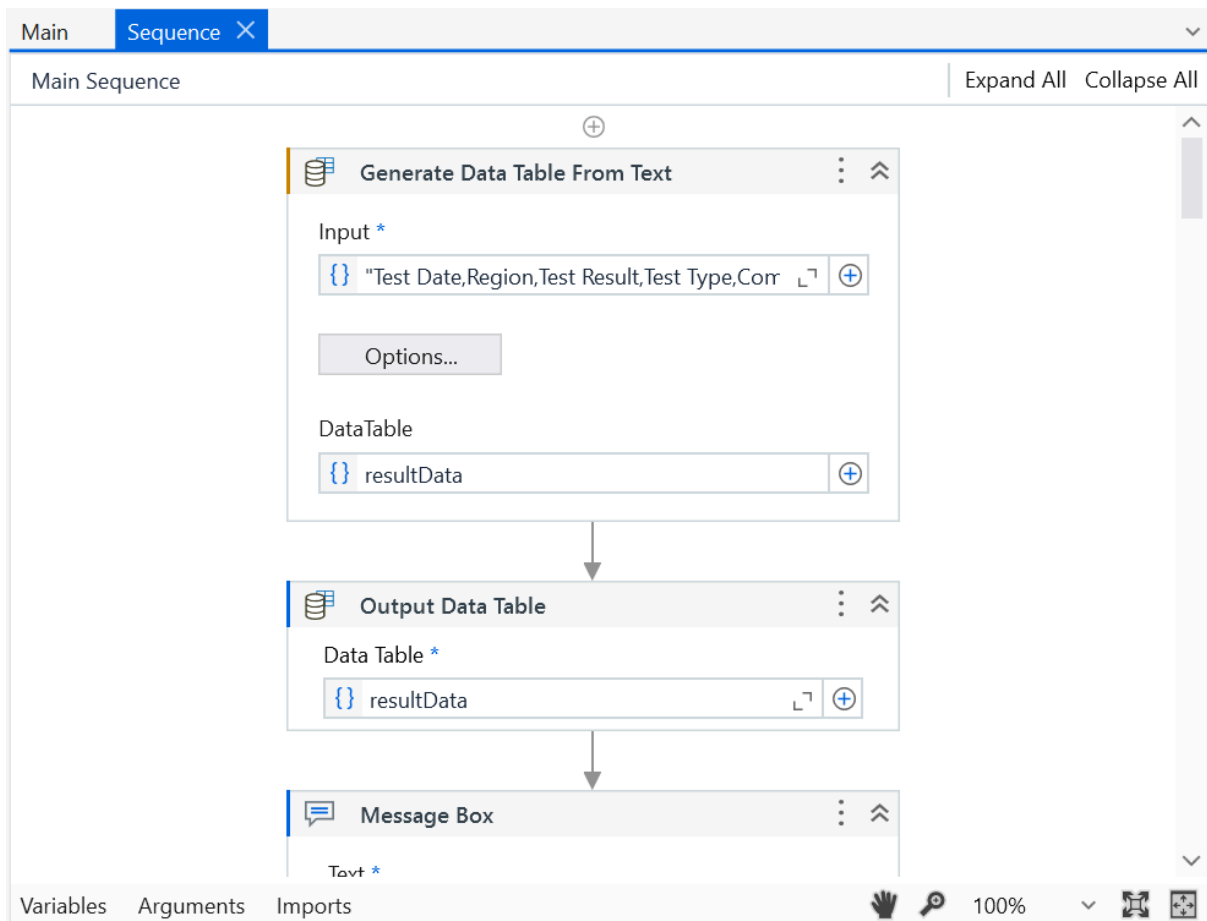 Main
Sequence
Main Sequence
Expand All Collapse All
Generate Data Table From Text
Input *
{} "Test Date,Region,Test Result,Test Type,Com
Options...
DataTable
{} resultData
Output Data Table
Data Table *
{} resultData
Message Box
Text *
Variables Arguments Imports 100%